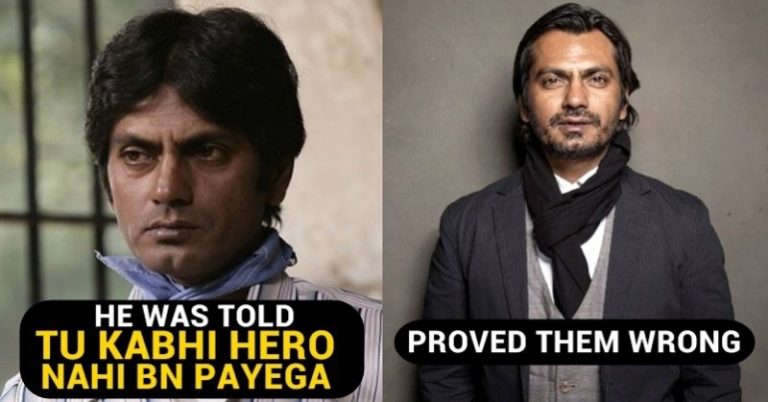 HE WAS TOLD
TU KABHI HERO
NAHI BN PAYEGA
PROVED THEM WRONG